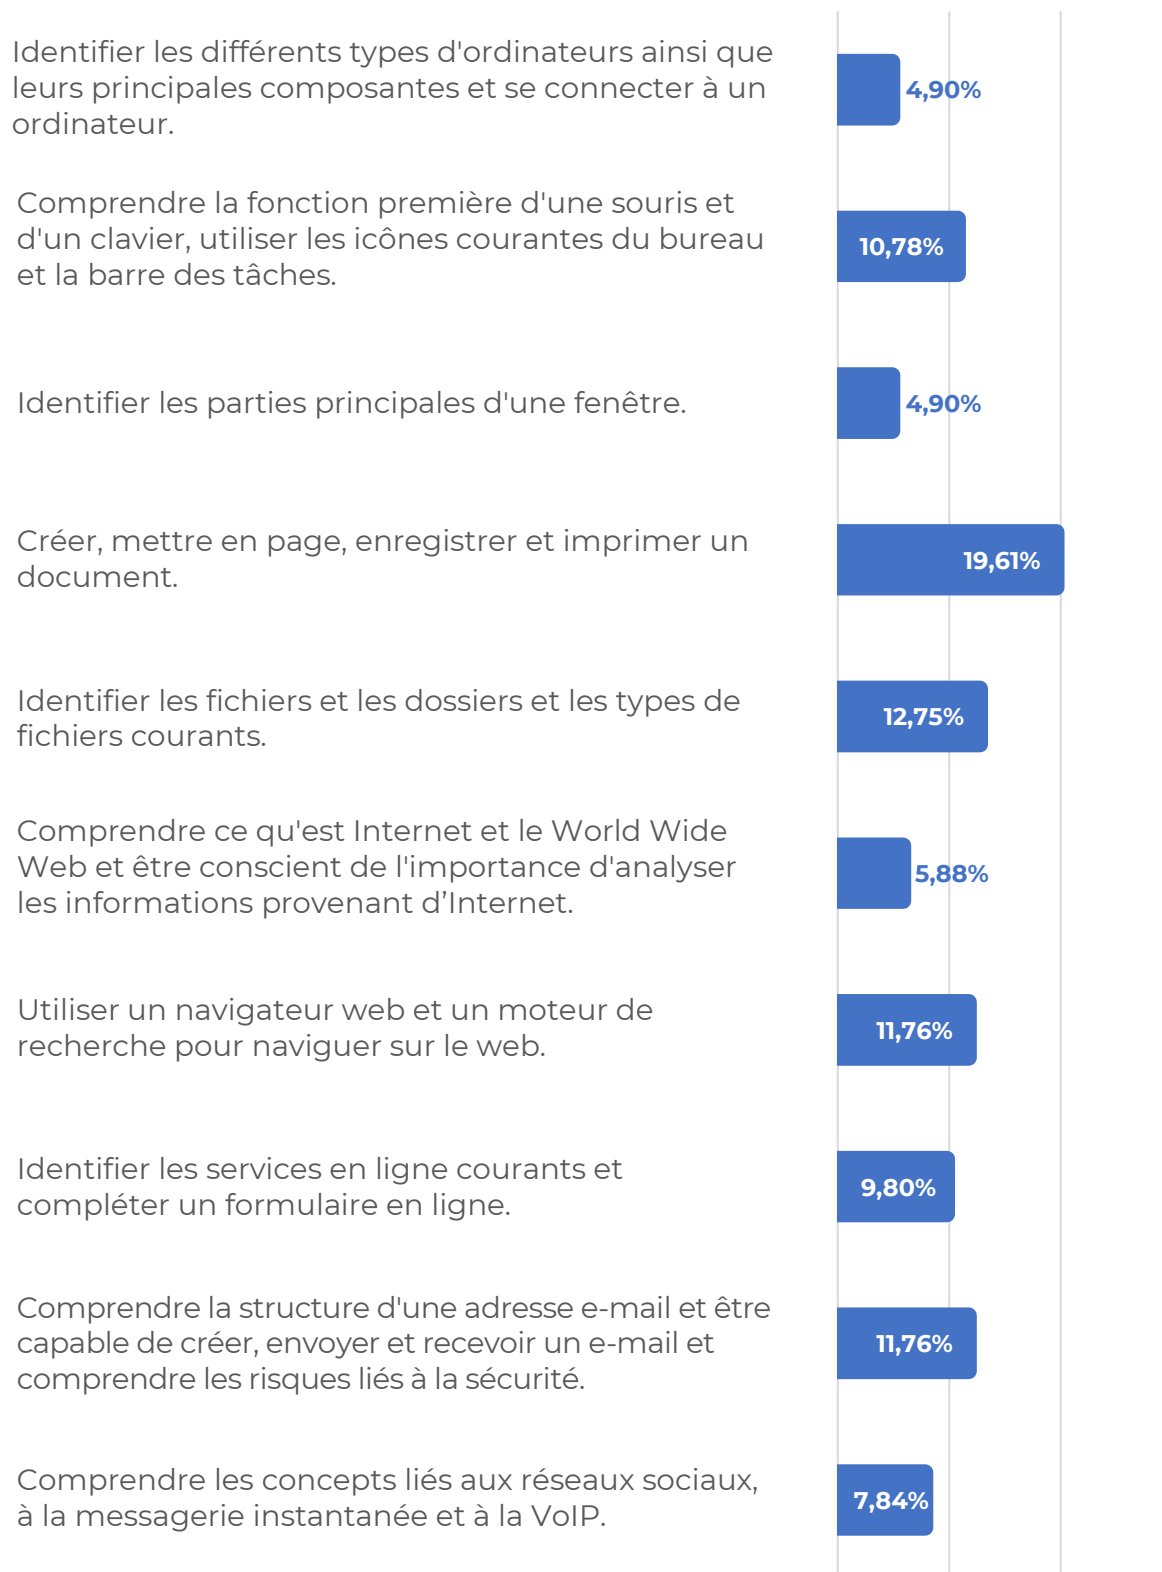 Identifier les différents types d'ordinateurs ainsi que
leurs principales composantes et se connecter à un
ordinateur.
4,90%
Comprendre la fonction première d'une souris et
d'un clavier, utiliser les icônes courantes du bureau
et la barre des tâches.
10,78%
Identifier les parties principales d'une fenêtre.
4,90%
Créer, mettre en page, enregistrer et imprimer un
document.
19,61%
Identifier les fichiers et les dossiers et les types de
fichiers courants.
12,75%
Comprendre ce qu'est Internet et le World Wide
Web et être conscient de l'importance d'analyser
les informations provenant d’Internet.
5,88%
Utiliser un navigateur web et un moteur de
recherche pour naviguer sur le web.
11,76%
Identifier les services en ligne courants et
compléter un formulaire en ligne.
9,80%
Comprendre la structure d'une adresse e-mail et être
capable de créer, envoyer et recevoir un e-mail et
comprendre les risques liés à la sécurité.
11,76%
Comprendre les concepts liés aux réseaux sociaux,
à la messagerie instantanée et à la VoIP.
7,84%